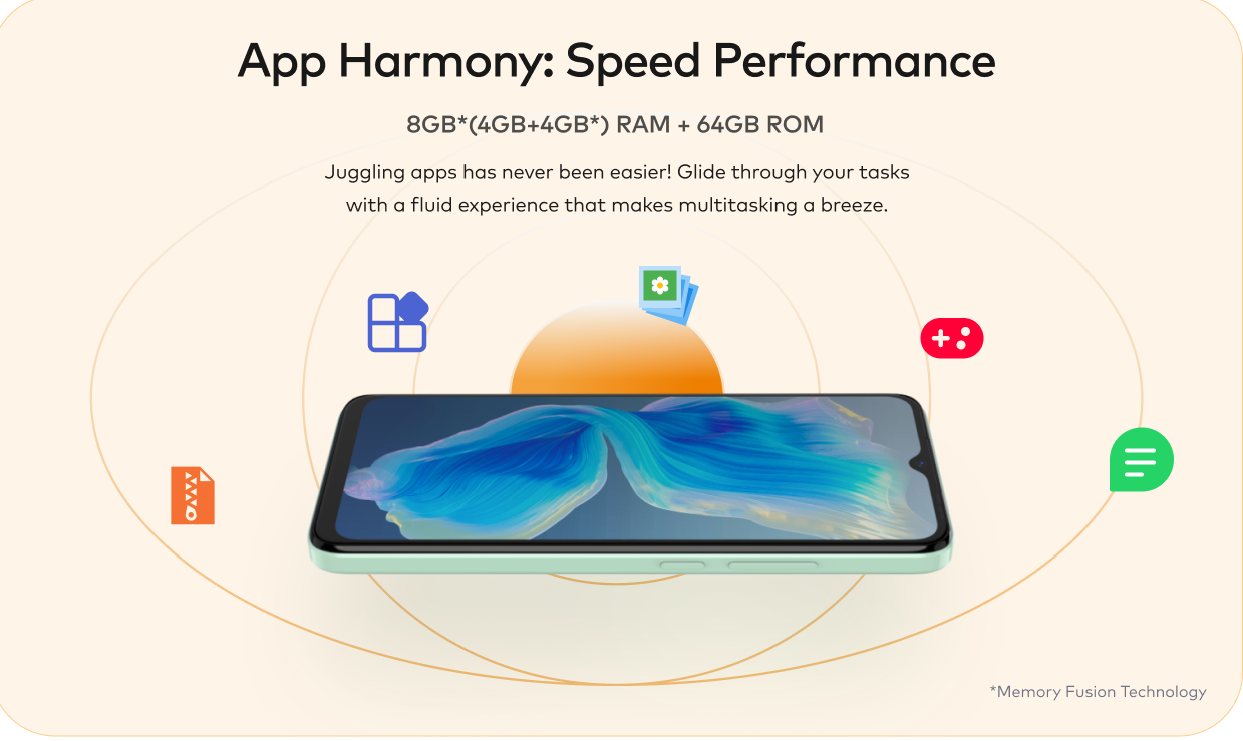 App Harmony: Speed Performance
8GB*(4GB+4GB*) RAM + 64GB ROM
Juggling apps has never been easier! Glide through your tasks
with a fluid experience that makes multitasking a breeze.
*Memory Fusion Technology